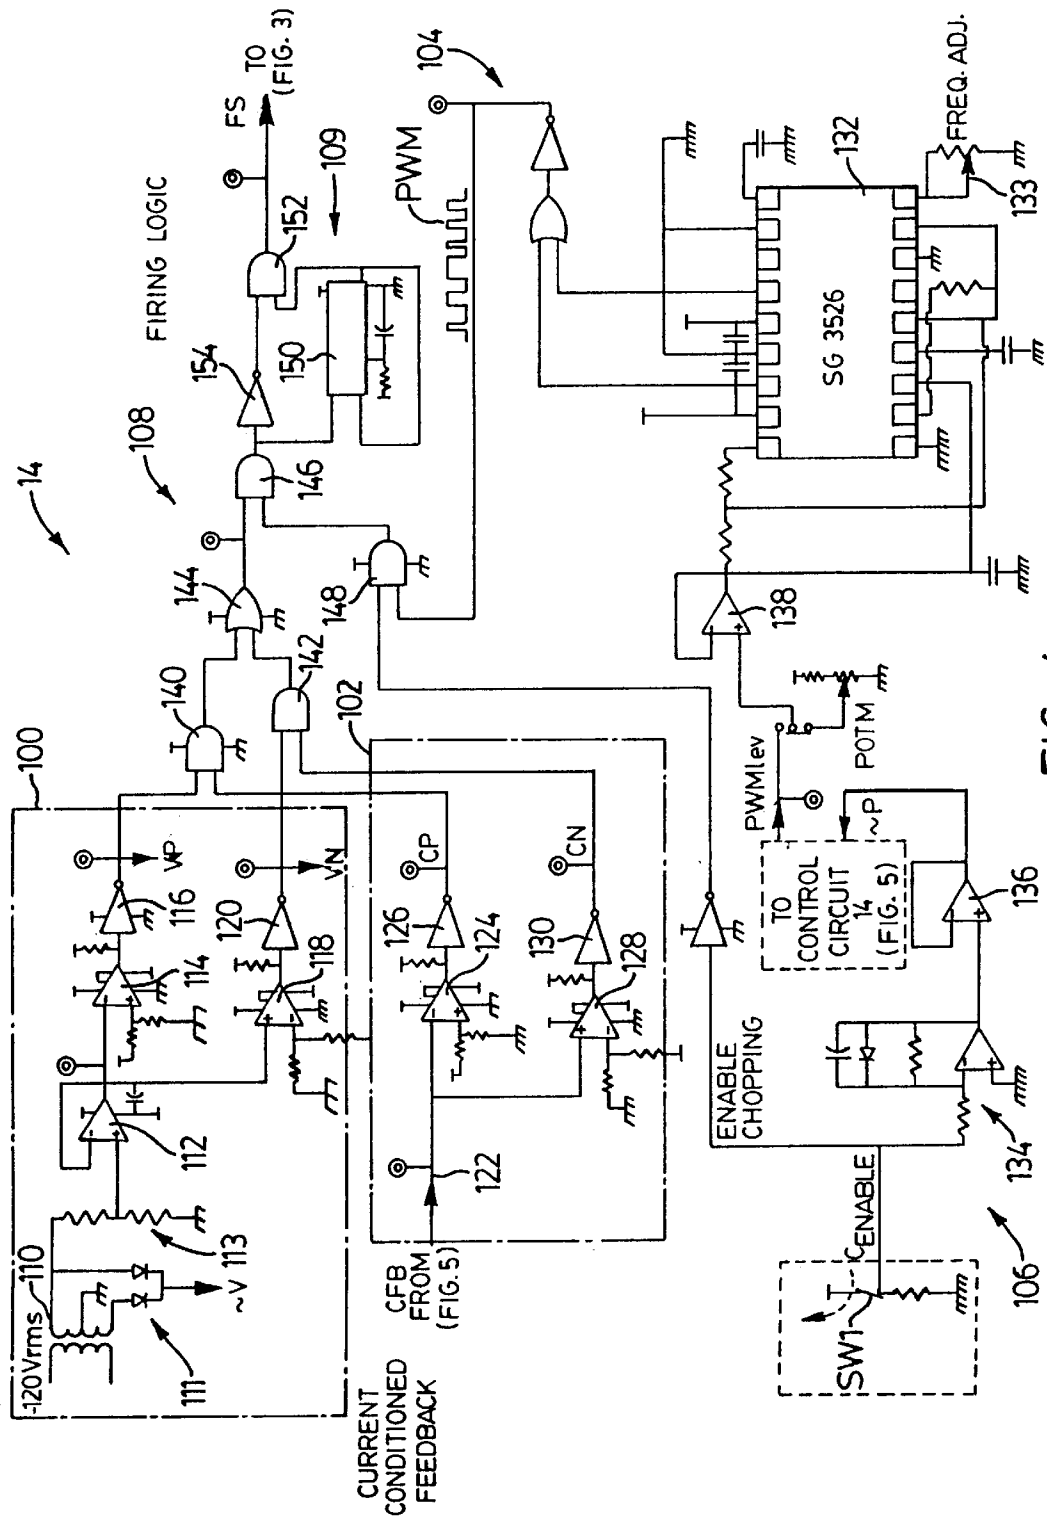 14
108
FIRING LOGIC
FS
TO
(FIG. 3)
109
152
154
150
146
144
148
140
142
PWM
104
100
-120Vrms
110
111
113
~V
112
114
116
VP
118
120
VN
102
CURRENT
CONDITIONED
FEEDBACK
CFB
FROM
(FIG. 5)
122
124
126
CP
128
130
CN
ENABLE
CHOPPING
CENABLE
SW1
106
134
136
~P
TO
CONTROL
CIRCUIT
14
(FIG. 5)
PWMlev
POTM
138
SG 3526
132
133
FREQ. ADJ.